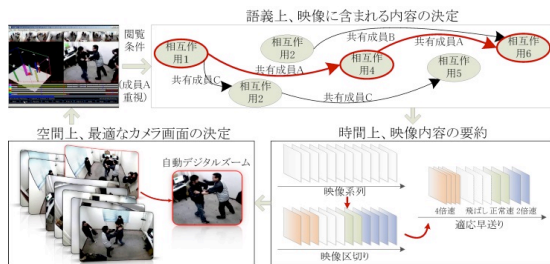 語義上、映像に含まれる内容の決定
閲覧
条件
(成員A
重視)
相互作
用1
相互作
用2
共有成員B
共有成員A
共有成員A
相互作
用4
相互作
用6
共有成員C
相互作
用2
共有成員C
相互作
用5
空間上、最適なカメラ画面の決定
自動デジタルズーム
時間上、映像内容の要約
映像系列
映像区切り
4倍速
飛ばし
正常速
2倍速
適応早送り